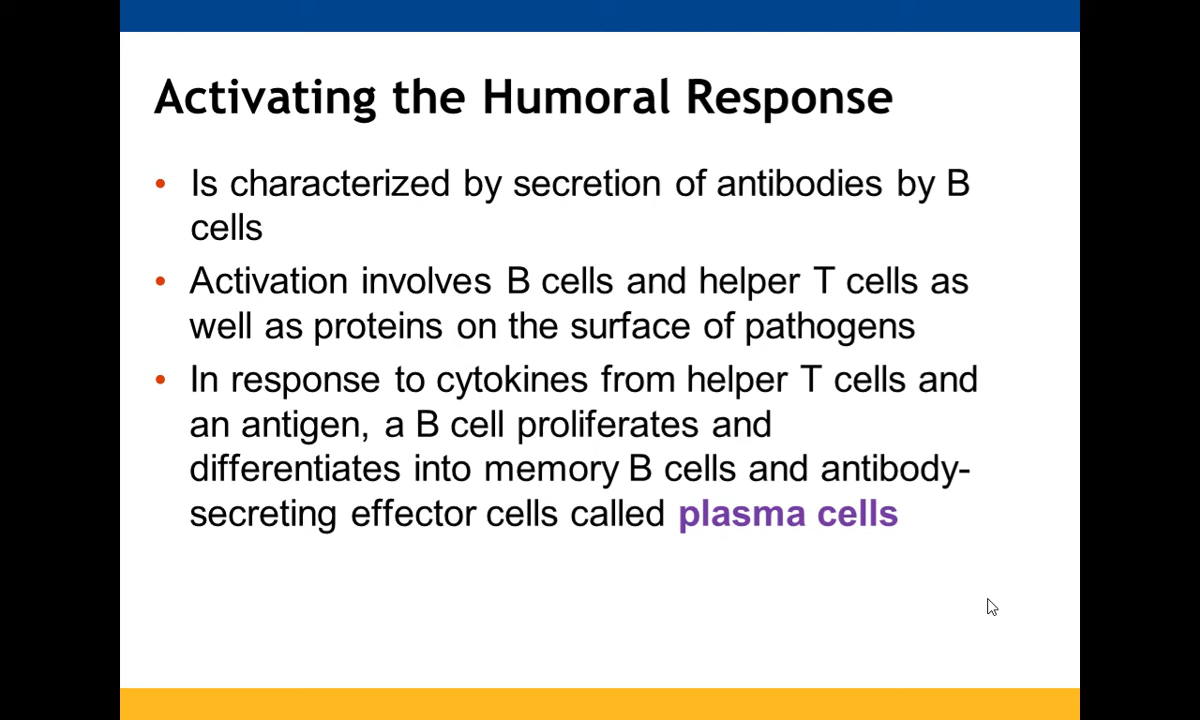 Activating the Humoral Response
• Is characterized by secretion of antibodies by B
cells
• Activation involves B cells and helper T cells as
well as proteins on the surface of pathogens
• In response to cytokines from helper T cells and
an antigen, a B cell proliferates and
differentiates into memory B cells and antibody-
secreting effector cells called plasma cells